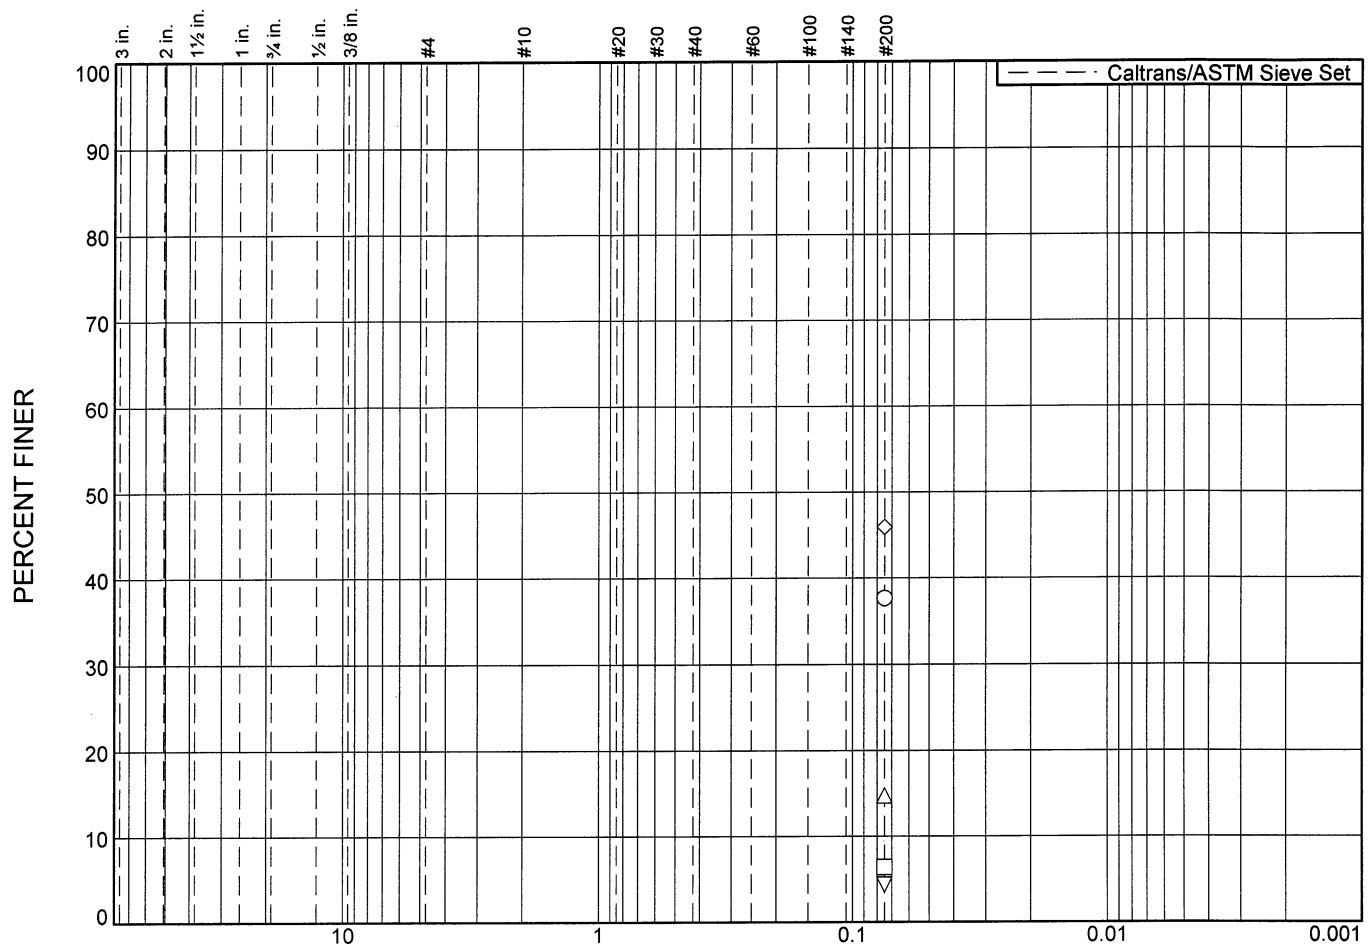 3 in.
2 in.
1½ in.
1 in.
¾ in.
½ in.
3/8 in.
#4
#10
#20
#30
#40
#60
#100
#140
#200
— — — Caltrans/ASTM Sieve Set
100
90
80
70
60
50
40
30
20
10
0
PERCENT FINER
10
1
0.1
0.01
0.001